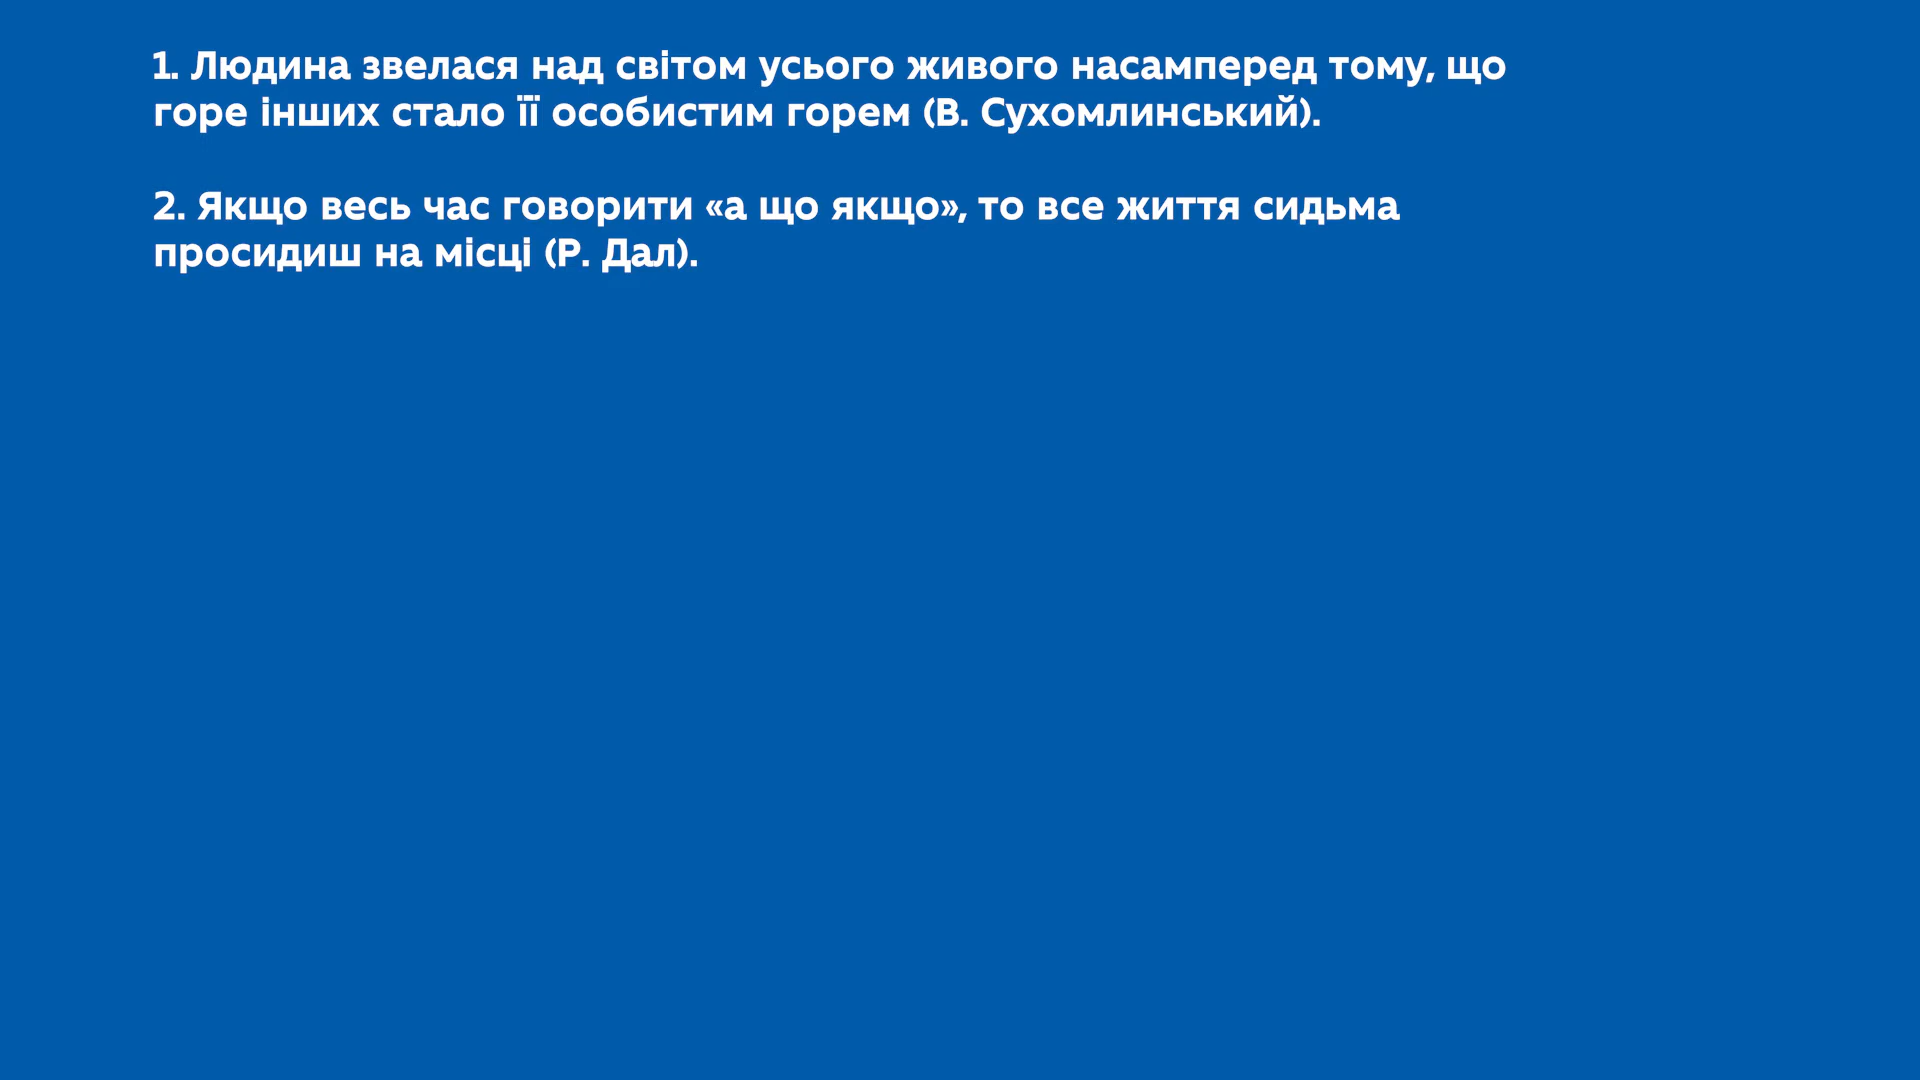 1. Людина звелася над світом усього живого насамперед тому, що
горе інших стало її особистим горем (В. Сухомлинський).
2. Якщо весь час говорити «а що якщо», то все життя сидьма
просидиш на місці (Р. Дал).